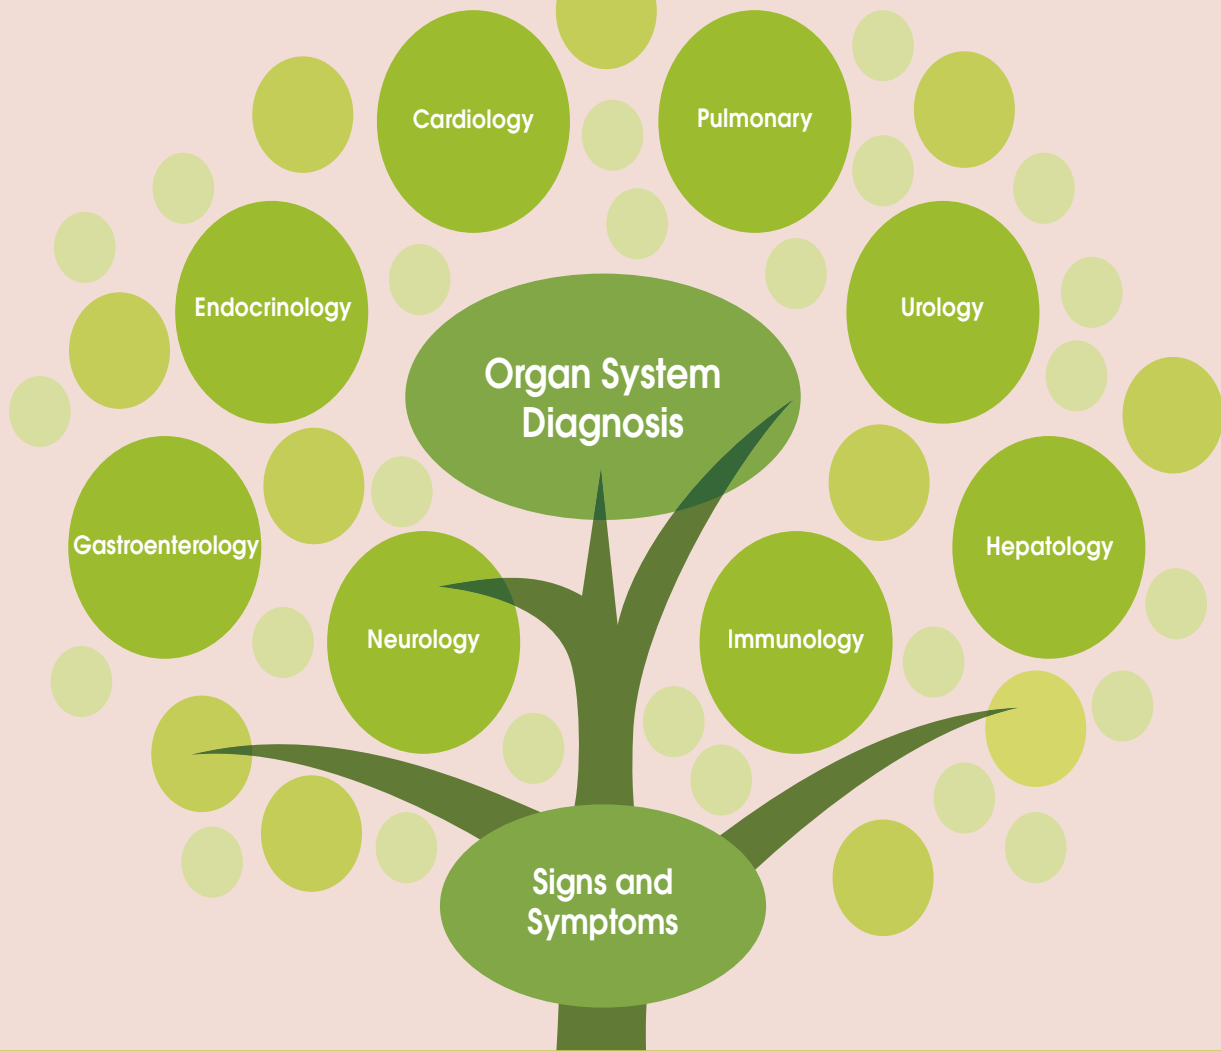 Cardiology
Pulmonary
Endocrinology
Urology
Organ System
Diagnosis
Gastroenterology
Hepatology
Neurology
Immunology
Signs and
Symptoms